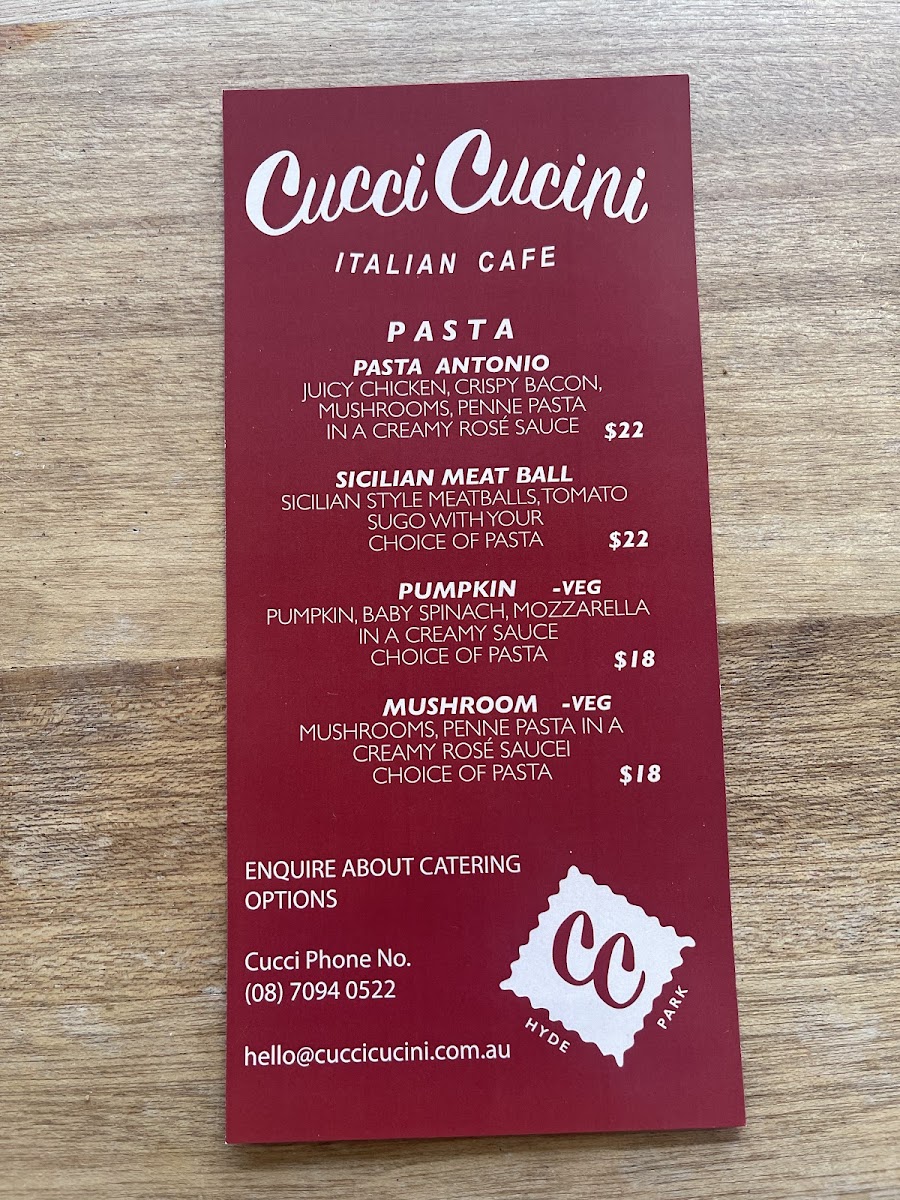 Cucci Cucini
ITALIAN CAFE
PASTA
PASTA ANTONIO
JUICY CHICKEN, CRISPY BACON,
MUSHROOMS, PENNE PASTA
IN A CREAMY ROSÉ SAUCE $22
SICILIAN MEAT BALL
SICILIAN STYLE MEATBALLS, TOMATO
SUGO WITH YOUR
CHOICE OF PASTA $22
PUMPKIN -VEG
PUMPKIN, BABY SPINACH, MOZZARELLA
IN A CREAMY SAUCE
CHOICE OF PASTA $18
MUSHROOM -VEG
MUSHROOMS, PENNE PASTA IN A
CREAMY ROSÉ SAUCEI
CHOICE OF PASTA $18
ENQUIRE ABOUT CATERING
OPTIONS
Cucci Phone No.
(08) 7094 0522
hello@cuccicucini.com.au
CC
HYDE PARK